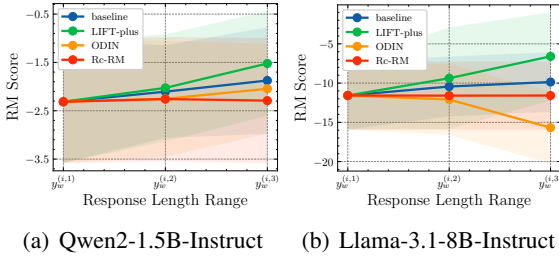 −0.5
−1.5
−2.5
−3.5
RM Score
baseline
LIFT-plus
ODIN
Rc-RM
y_w^(i,1) y_w^(i,2) y_w^(i,3)
Response Length Range
(a) Qwen2-1.5B-Instruct
−5
−10
−15
−20
RM Score
baseline
LIFT-plus
ODIN
Rc-RM
y_w^(i,1) y_w^(i,2) y_w^(i,3)
Response Length Range
(b) Llama-3.1-8B-Instruct